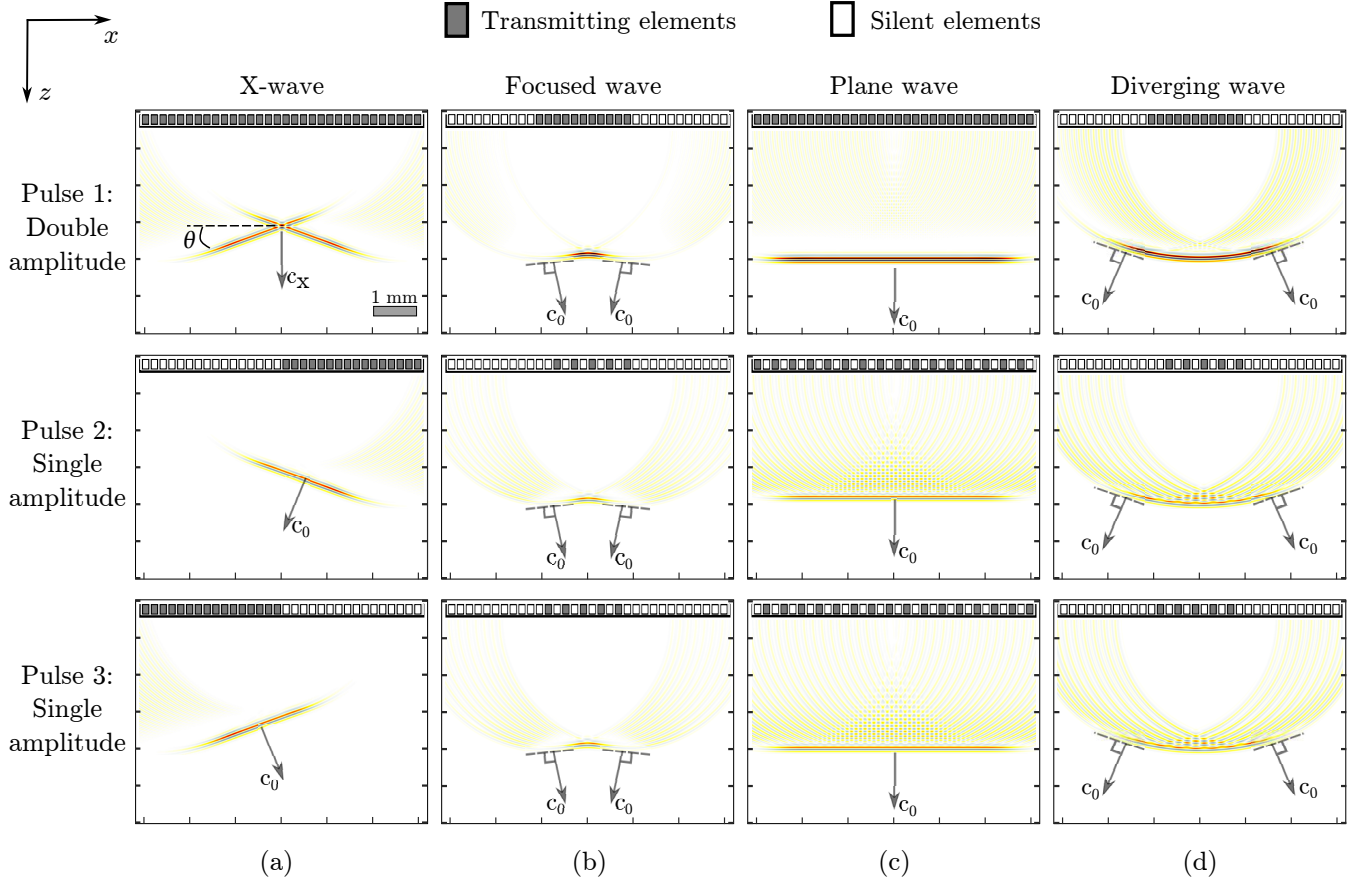 Transmitting elements
Silent elements
x
z
X-wave
Focused wave
Plane wave
Diverging wave
Pulse 1:
Double
amplitude
θ
cX
1 mm
c0
c0
c0
c0
c0
Pulse 2:
Single
amplitude
c0
c0
c0
c0
c0
c0
Pulse 3:
Single
amplitude
c0
c0
c0
c0
c0
c0
(a)
(b)
(c)
(d)